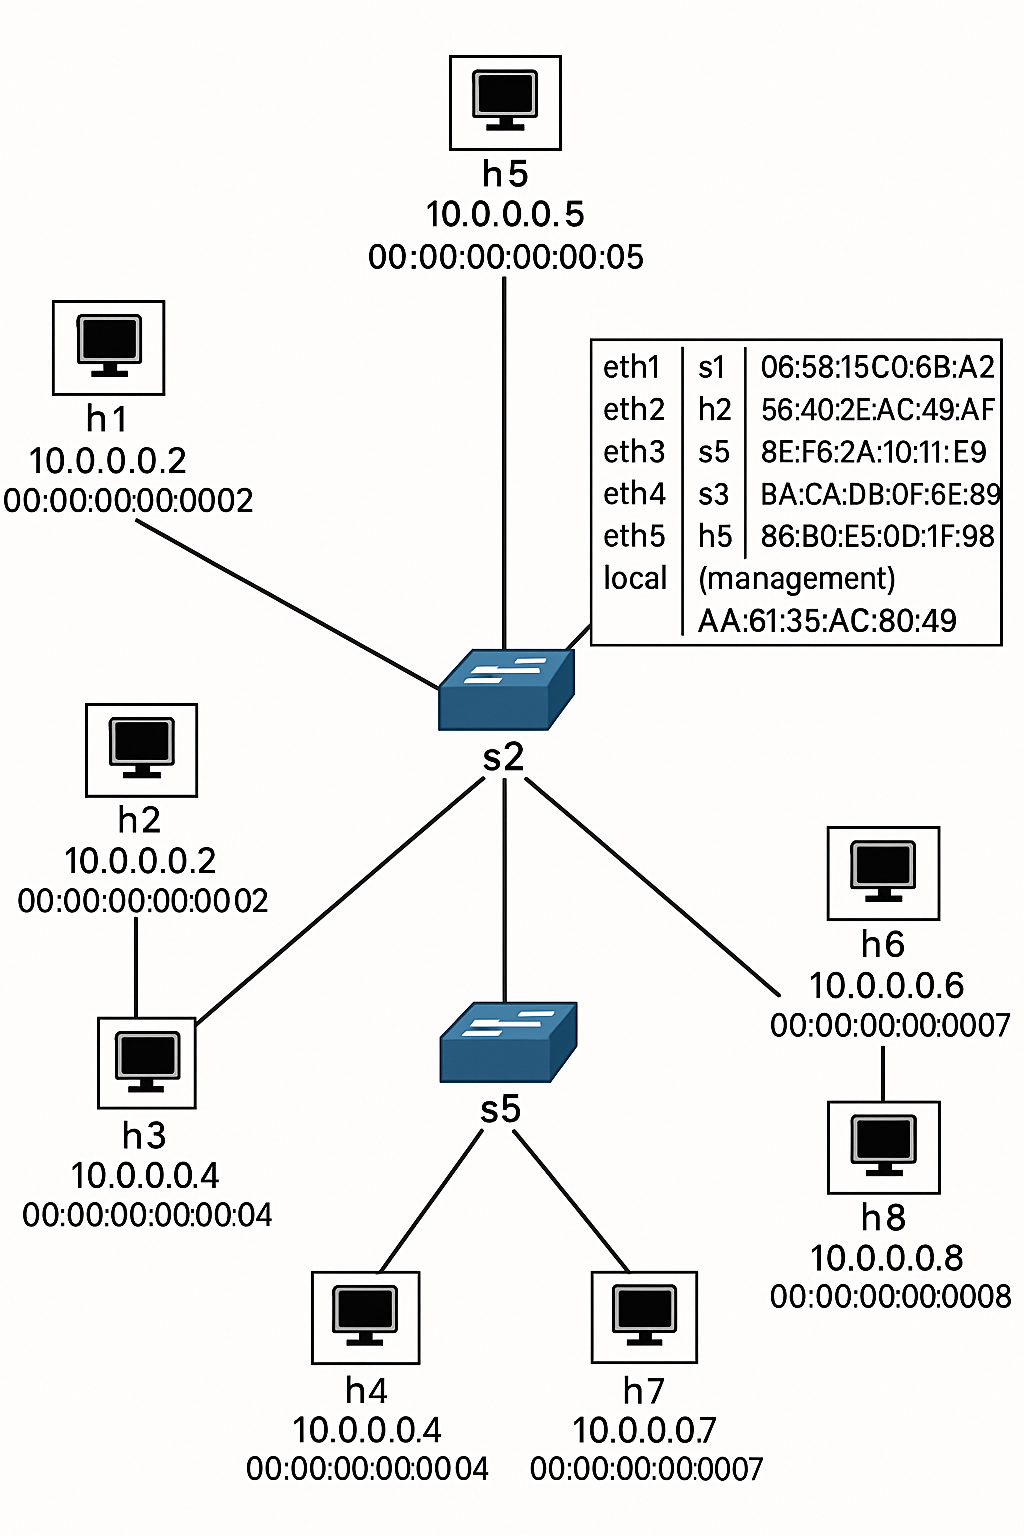 h5
10.0.0.0.5
00:00:00:00:00:05
h1
10.0.0.0.2
00:00:00:00:0002
eth1 s1 06:58:15C0:6B:A2
eth2 h2 56:40:2E:AC:49:AF
eth3 s5 8E:F6:2A:10:11:E9
eth4 s3 BA:CA:DB:0F:6E:89
eth5 h5 86:B0:E5:0D:1F:98
local (management)
AA:61:35:AC:80:49
s2
h2
10.0.0.0.2
00:00:00:00:0002
h6
10.0.0.0.6
00:00:00:00:0007
h3
10.0.0.0.4
00:00:00:00:00:04
s5
h8
10.0.0.0.8
00:00:00:00:0008
h4
10.0.0.0.4
00:00:00:00:0004
h7
10.0.0.0.7
00:00:00:00:0007